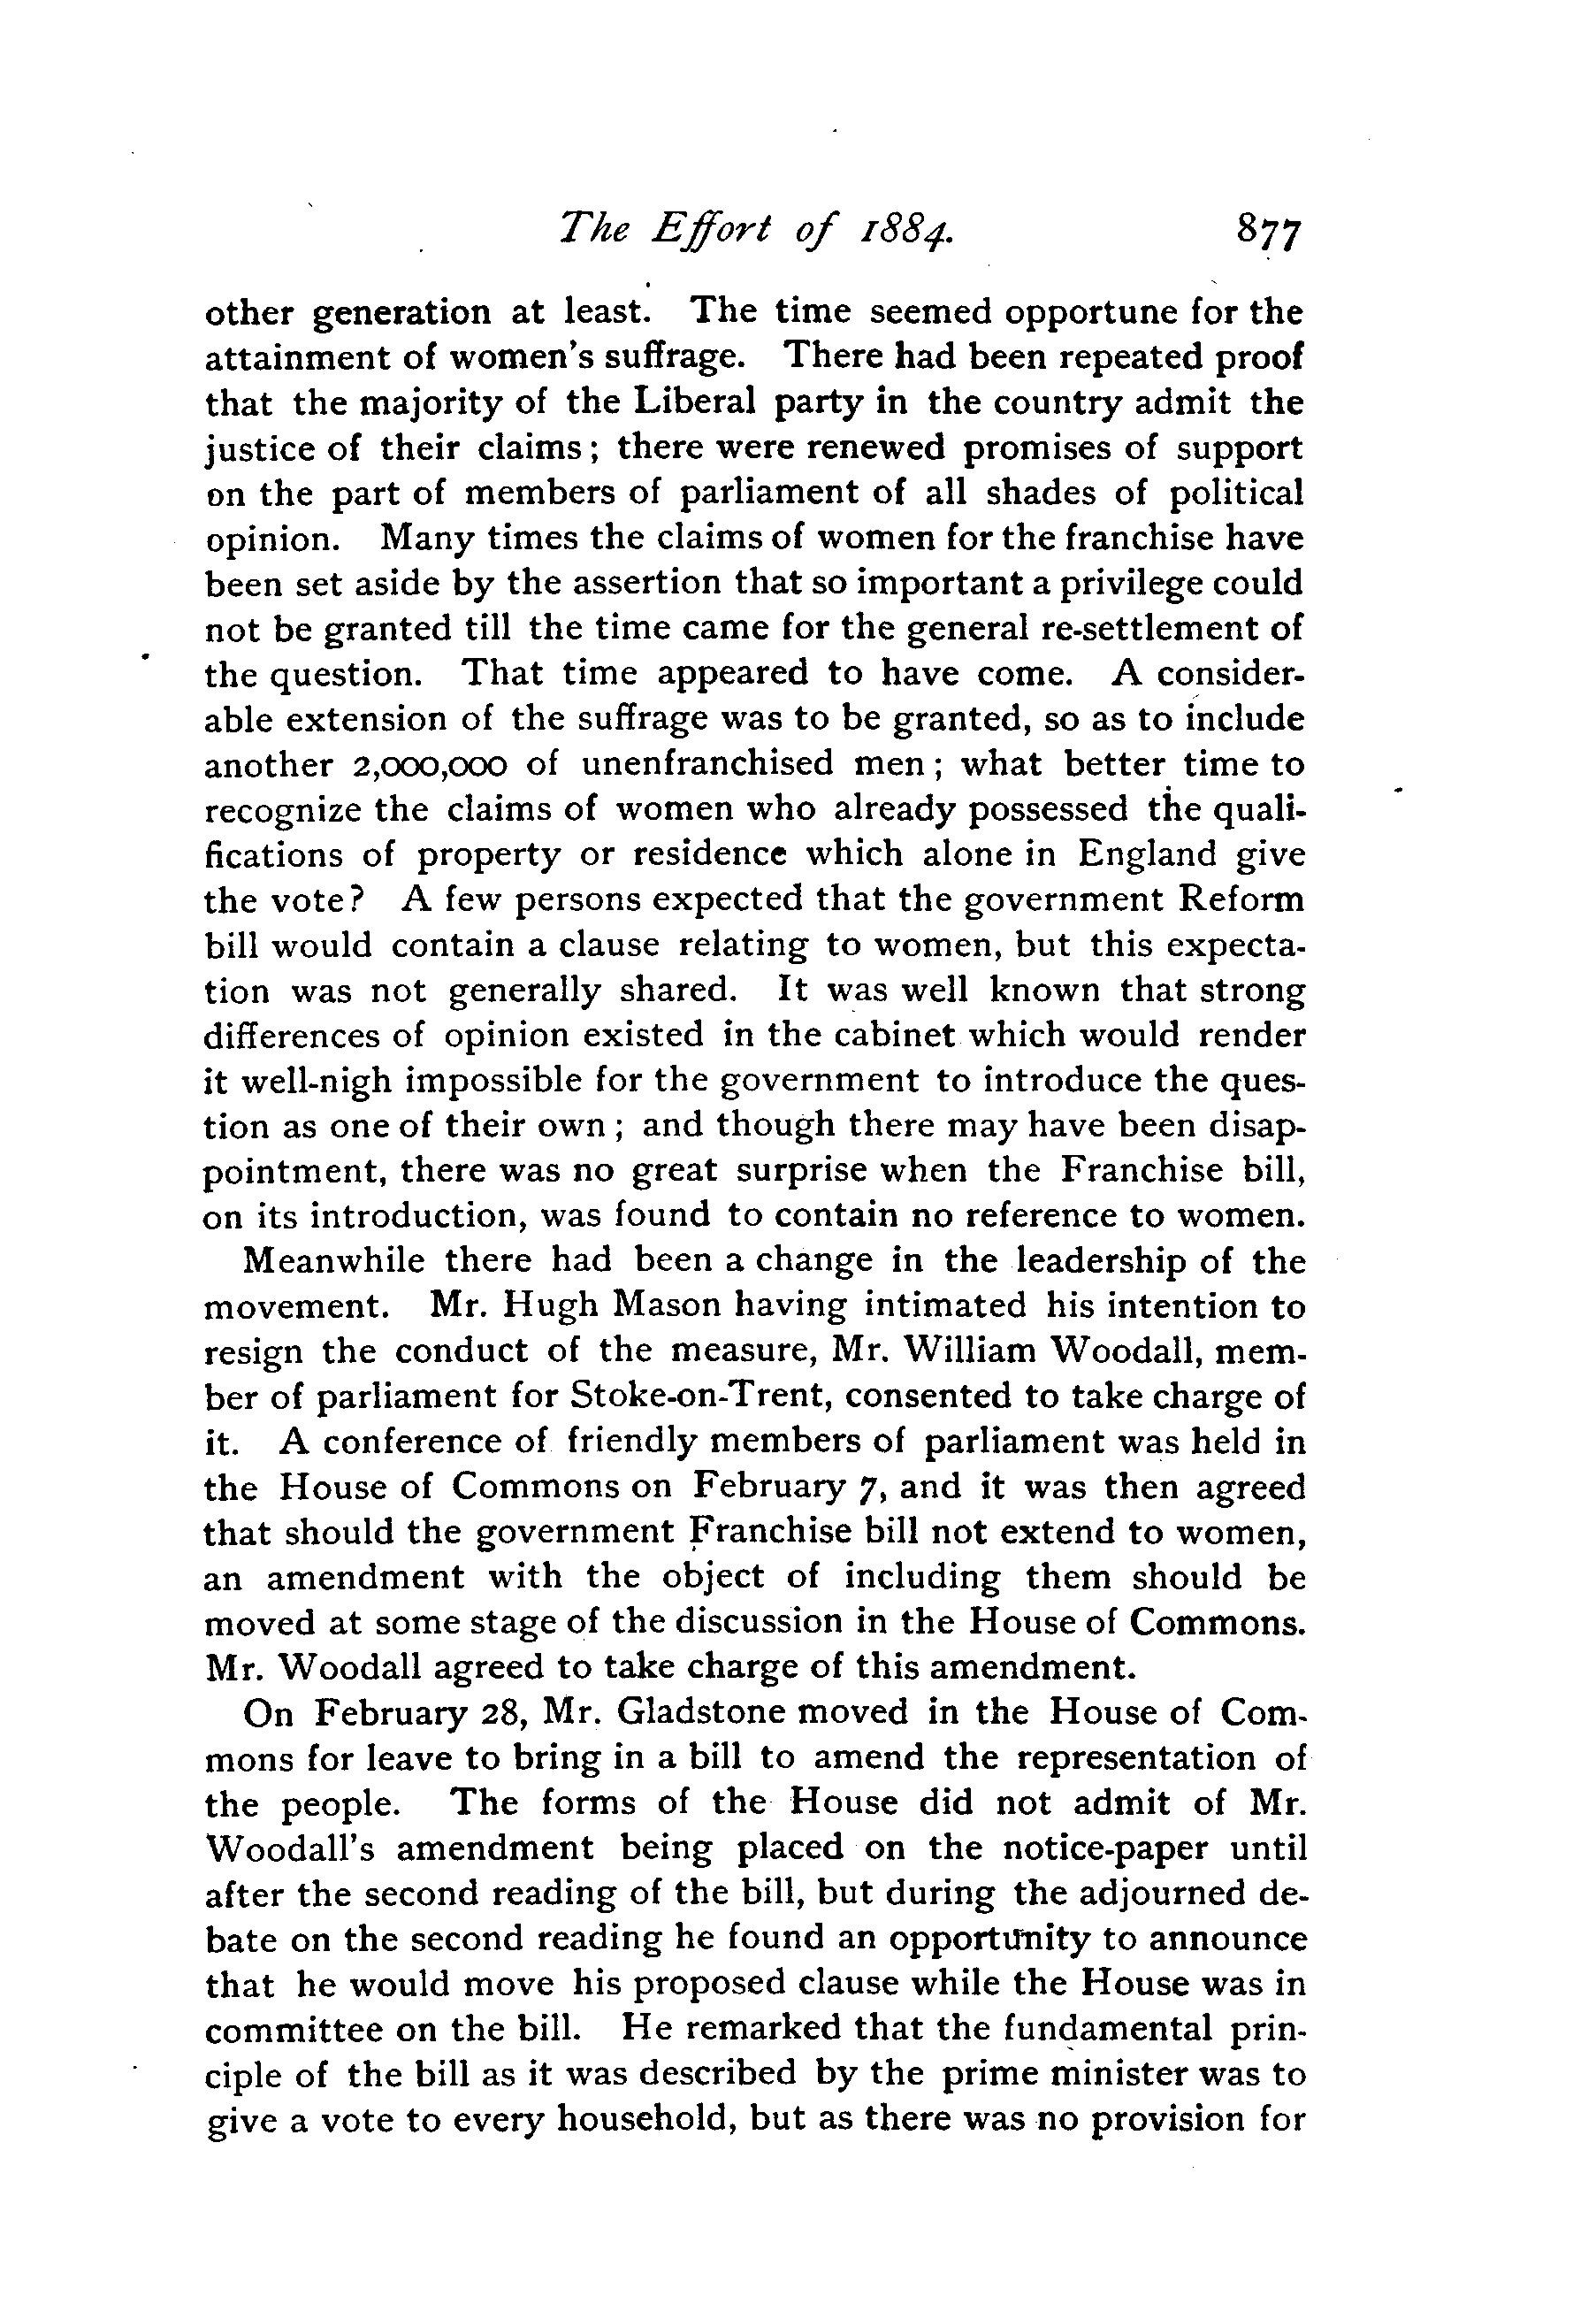 The Effort of 1884. 877
other generation at least. The time seemed opportune for the
attainment of women's suffrage. There had been repeated proof
that the majority of the Liberal party in the country admit the
justice of their claims; there were renewed promises of support
on the part of members of parliament of all shades of political
opinion. Many times the claims of women for the franchise have
been set aside by the assertion that so important a privilege could
not be granted till the time came for the general re-settlement of
the question. That time appeared to have come. A consider-
able extension of the suffrage was to be granted, so as to include
another 2,000,000 of unenfranchised men; what better time to
recognize the claims of women who already possessed the quali-
fications of property or residence which alone in England give
the vote? A few persons expected that the government Reform
bill would contain a clause relating to women, but this expecta-
tion was not generally shared. It was well known that strong
differences of opinion existed in the cabinet which would render
it well-nigh impossible for the government to introduce the ques-
tion as one of their own; and though there may have been disap-
pointment, there was no great surprise when the Franchise bill,
on its introduction, was found to contain no reference to women.
Meanwhile there had been a change in the leadership of the
movement. Mr. Hugh Mason having intimated his intention to
resign the conduct of the measure, Mr. William Woodall, mem-
ber of parliament for Stoke-on-Trent, consented to take charge of
it. A conference of friendly members of parliament was held in
the House of Commons on February 7, and it was then agreed
that should the government Franchise bill not extend to women,
an amendment with the object of including them should be
moved at some stage of the discussion in the House of Commons.
Mr. Woodall agreed to take charge of this amendment.
On February 28, Mr. Gladstone moved in the House of Com-
mons for leave to bring in a bill to amend the representation of
the people. The forms of the House did not admit of Mr.
Woodall's amendment being placed on the notice-paper until
after the second reading of the bill, but during the adjourned de-
bate on the second reading he found an opportunity to announce
that he would move his proposed clause while the House was in
committee on the bill. He remarked that the fundamental prin-
ciple of the bill as it was described by the prime minister was to
give a vote to every household, but as there was no provision for